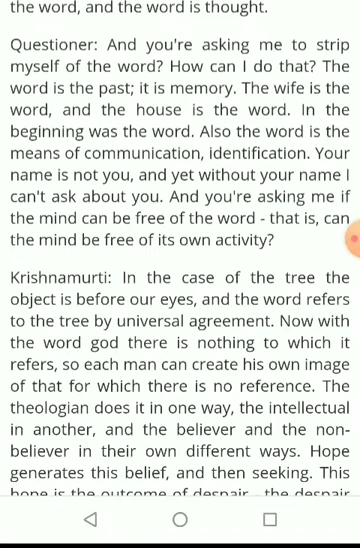 the word, and the word is thought.
Questioner: And you're asking me to strip
myself of the word? How can I do that? The
word is the past; it is memory. The wife is the
word, and the house is the word. In the
beginning was the word. Also the word is the
means of communication, identification. Your
name is not you, and yet without your name I
can't ask about you. And you're asking me if
the mind can be free of the word - that is, can
the mind be free of its own activity?
Krishnamurti: In the case of the tree the
object is before our eyes, and the word refers
to the tree by universal agreement. Now with
the word god there is nothing to which it
refers, so each man can create his own image
of that for which there is no reference. The
theologian does it in one way, the intellectual
in another, and the believer and the non-
believer in their own different ways. Hope
generates this belief, and then seeking. This
hope is the outcome of despair - the despair